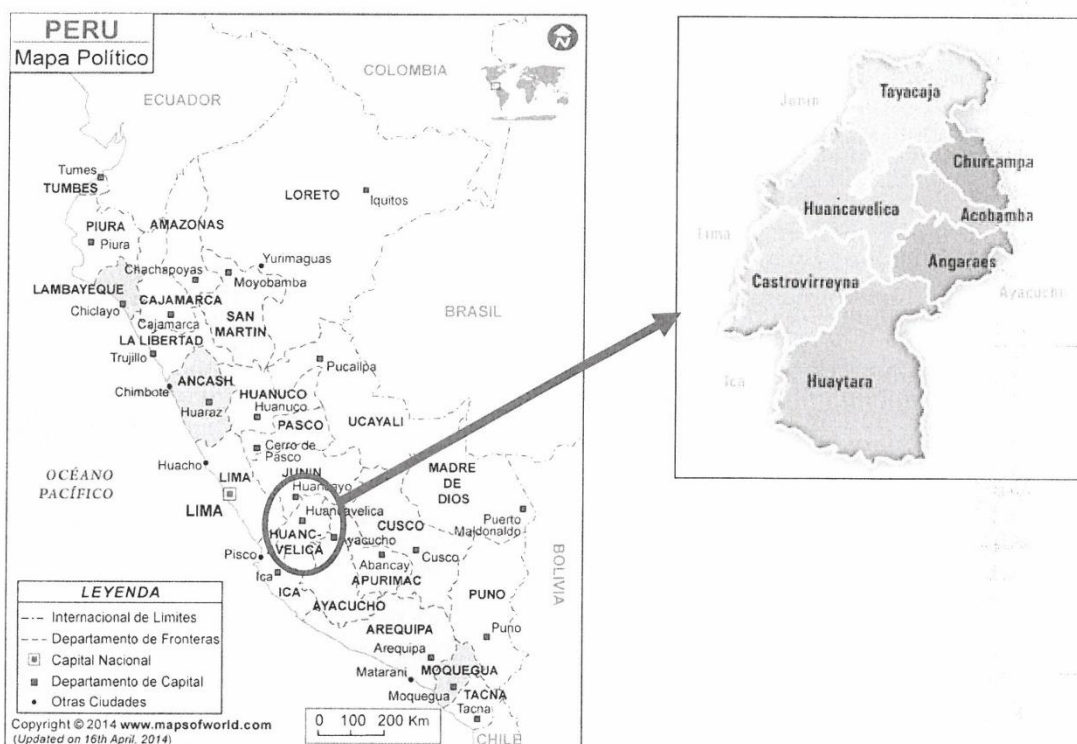 PERU
Mapa Político
N
COLOMBIA
ECUADOR
Tumes
TUMBES
LORETO
Iquitos
PIURA
Piura
AMAZONAS
Yurimaguas
Chachapoyas
Moyobamba
LAMBAYEQUE
Chiclayo
CAJAMARCA
Cajamarca
SAN
MARTIN
BRASIL
LA LIBERTAD
Trujillo
Chimbote
ANCASH
Huaraz
Pucallpa
HUANUCO
Huanuco
PASCO
UCAYALI
Cerro de
Pasco
Huacho
OCÉANO
PACÍFICO
LIMA
LIMA
JUNIN
Huancayo
Huancavelica
HUANC-
VELICA
Ayacucho
MADRE
DE
DIOS
Puerto
Maldonaldo
CUSCO
Cusco
Pisco
Ica
ICA
Abancay
APURIMAC
AYACUCHO
PUNO
Puno
BOLIVIA
AREQUIPA
Arequipa
Matarani
MOQUEGUA
Moquegua
TACNA
Tacna
CHILE
LEYENDA
Internacional de Limites
Departamento de Fronteras
Capital Nacional
Departamento de Capital
Otras Ciudades
Copyright © 2014 www.mapsofworld.com
(Updated on 16th April, 2014)
0 100 200 Km
Tayacaja
Junin
Churcampa
Huancavelica
Acobamba
Lima
Angaraes
Castrovirreyna
Ayacucho
Ica
Huaytara